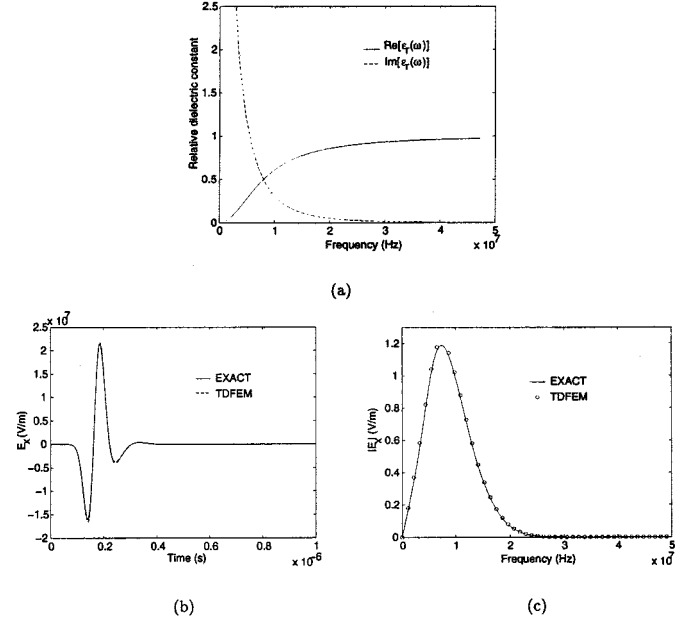 2.5
2
1.5
1
0.5
0
Relative dielectric constant
Re[εr(ω)]
Im[εr(ω)]
0 1 2 3 4 5
Frequency (Hz)
x 10^7
(a)
x 10^7
2.5
2
1.5
1
0.5
0
−0.5
−1
−1.5
−2
Ex (V/m)
EXACT
TDFEM
0 0.2 0.4 0.6 0.8 1
Time (s)
x 10^−6
(b)
1.2
1
0.8
0.6
0.4
0.2
0
|Ex| (V/m)
EXACT
TDFEM
0 1 2 3 4 5
Frequency (Hz)
x 10^7
(c)